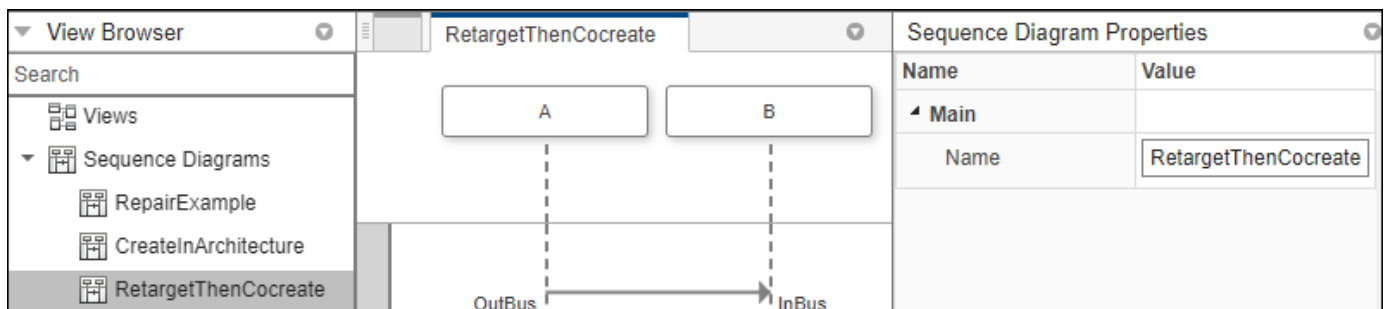 View Browser
Search
Views
Sequence Diagrams
RepairExample
CreateInArchitecture
RetargetThenCocreate
RetargetThenCocreate
A B
OutBus InBus
Sequence Diagram Properties
Name Value
Main
Name RetargetThenCocreate